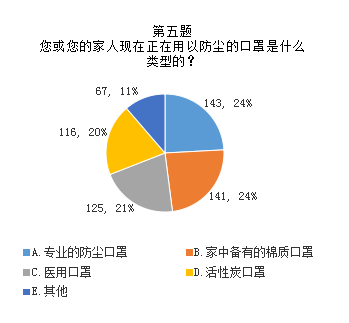 第五题
您或您的家人现在正在用以防尘的口罩是什么
类型的？
67, 11%
143, 24%
116, 20%
141, 24%
125, 21%
A.专业的防尘口罩
B.家中备有的棉质口罩
C.医用口罩
D.活性炭口罩
E.其他